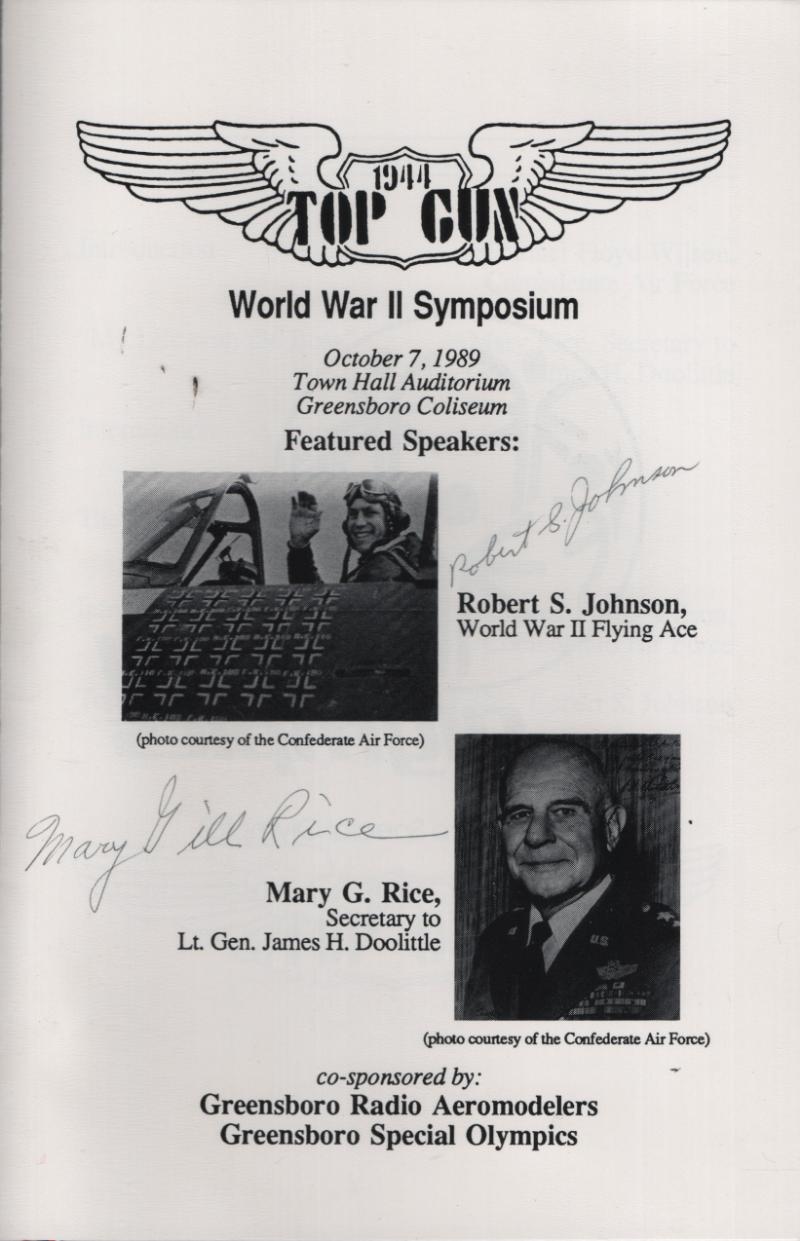 1944
TOP GUN
World War II Symposium
October 7, 1989
Town Hall Auditorium
Greensboro Coliseum
Featured Speakers:
Robert S. Johnson
Robert S. Johnson,
World War II Flying Ace
(photo courtesy of the Confederate Air Force)
Mary Gill Rice
Mary G. Rice,
Secretary to
Lt. Gen. James H. Doolittle
U.S.
(photo courtesy of the Confederate Air Force)
co-sponsored by:
Greensboro Radio Aeromodelers
Greensboro Special Olympics